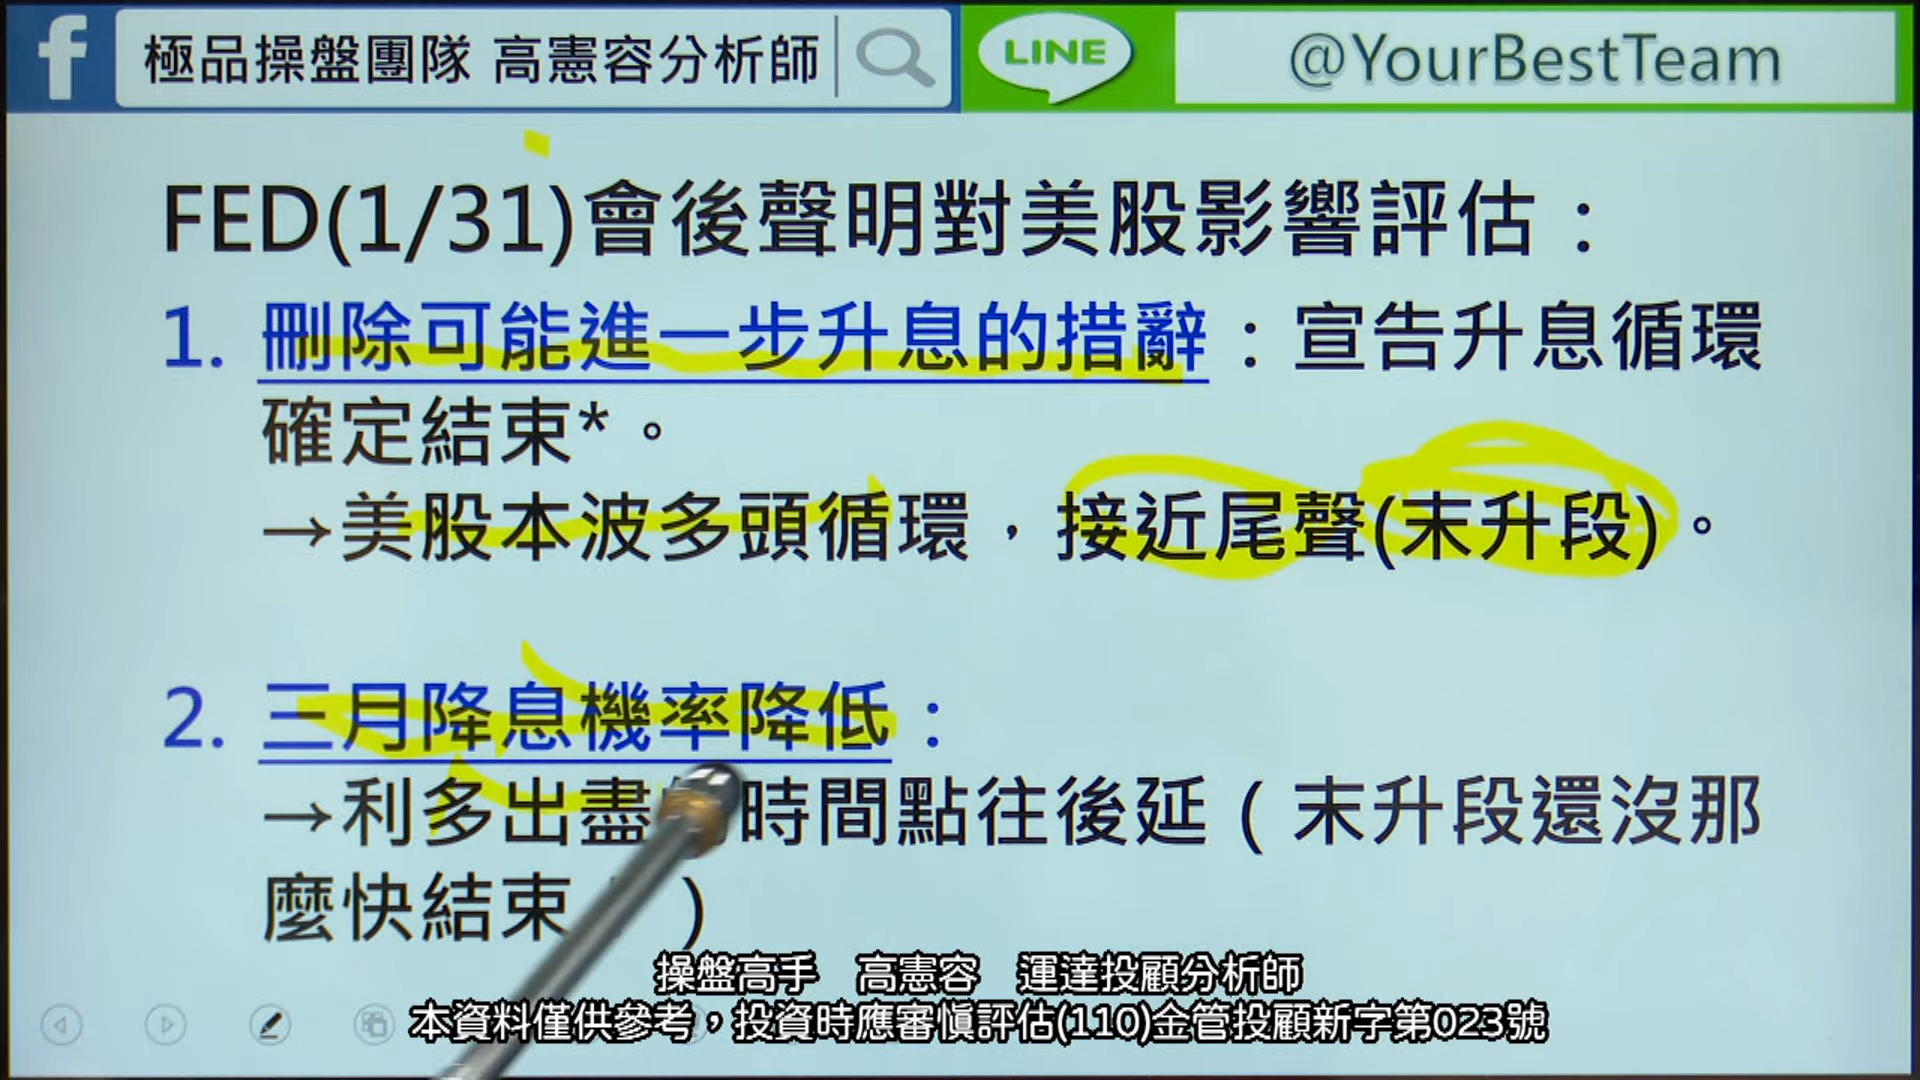 f
極品操盤團隊 高憲容分析師
LINE
@YourBestTeam
FED(1/31)會後聲明對美股影響評估：
1. 刪除可能進一步升息的措辭：宣告升息循環
確定結束*。
→美股本波多頭循環，接近尾聲(末升段)。
2. 三月降息機率降低：
→利多出盡 時間點往後延（末升段還沒那
麼快結束 ）
操盤高手 高憲容 運達投顧分析師
本資料僅供參考，投資時應審慎評估(110)金管投顧新字第023號